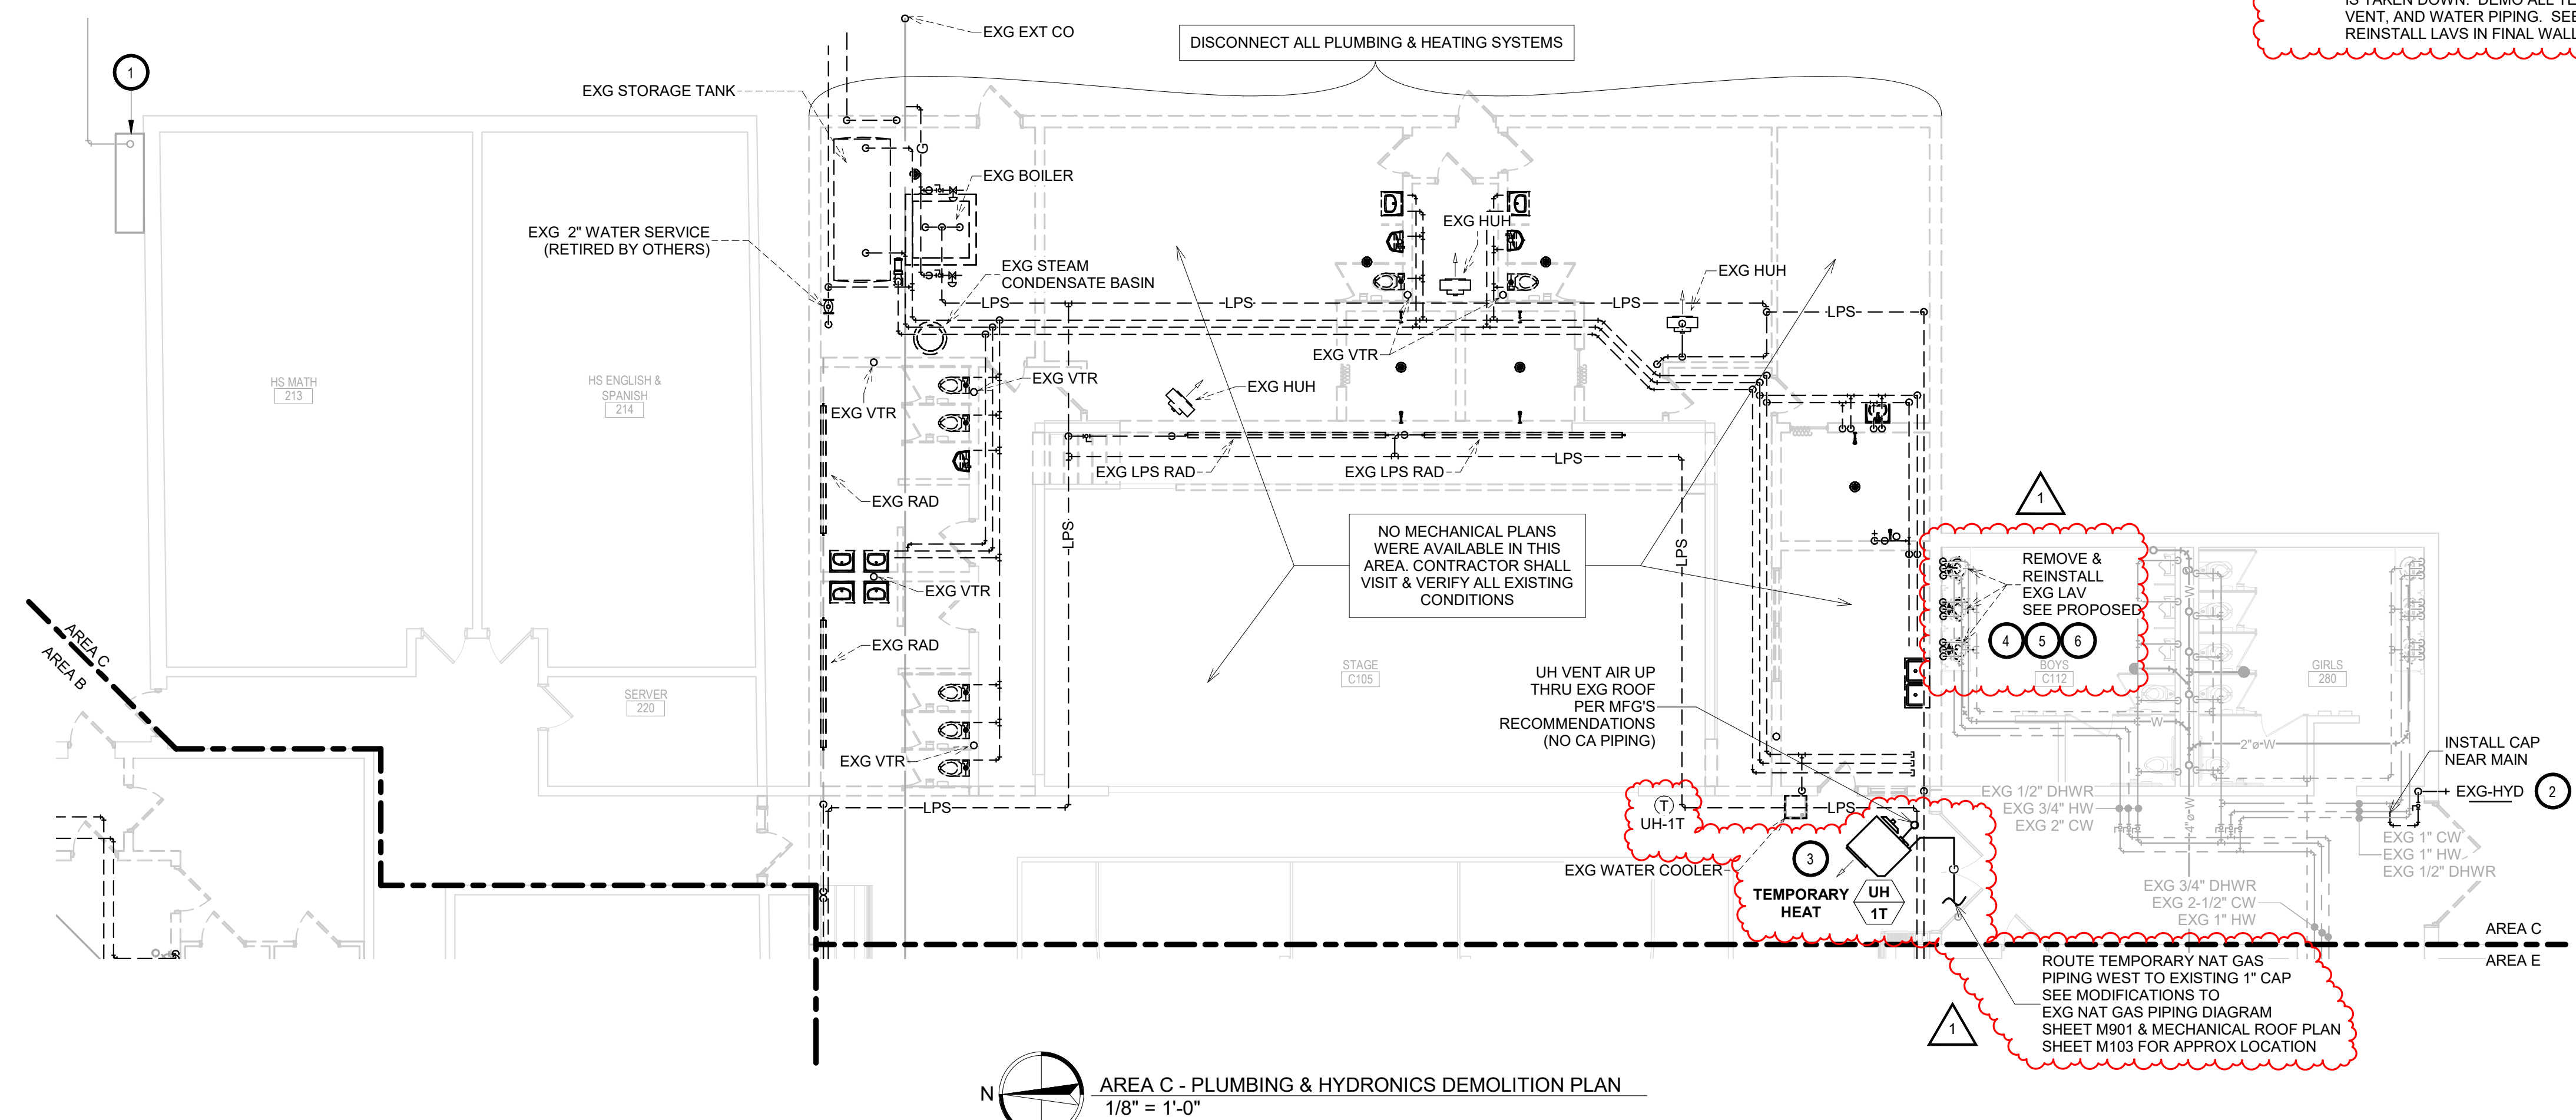 IS TAKEN DOWN. DEMO ALL
VENT, AND WATER PIPING. SEE
REINSTALL LAVS IN FINAL WALL
EXG EXT CO
DISCONNECT ALL PLUMBING & HEATING SYSTEMS
1
EXG STORAGE TANK
G
EXG BOILER
EXG 2" WATER SERVICE
(RETIRED BY OTHERS)
EXG HUH
EXG STEAM
CONDENSATE BASIN
EXG HUH
LPS
LPS
LPS
LPS
EXG VTR
HS MATH
213
HS ENGLISH &
SPANISH
214
EXG VTR
EXG HUH
EXG VTR
EXG LPS RAD
EXG LPS RAD
LPS
EXG RAD
1
LPS
LPS
NO MECHANICAL PLANS
WERE AVAILABLE IN THIS
AREA. CONTRACTOR SHALL
VISIT & VERIFY ALL EXISTING
CONDITIONS
REMOVE &
REINSTALL
EXG LAV
SEE PROPOSED
4
5
6
W
EXG VTR
EXG RAD
AREA C
AREA B
STAGE
C105
BOYS
C112
GIRLS
280
SERVER
220
UH VENT AIR UP
THRU EXG ROOF
PER MFG'S
RECOMMENDATIONS
(NO CA PIPING)
W
2"ø W
EXG VTR
INSTALL CAP
NEAR MAIN
EXG-HYD
2
EXG 1/2" DHWR
EXG 3/4" HW
EXG 2" CW
4"ø W
LPS
T
UH-1T
LPS
EXG 1" CW
EXG 1" HW
EXG 1/2" DHWR
3
EXG WATER COOLER
G
TEMPORARY
HEAT
UH
1T
EXG 3/4" DHWR
EXG 2-1/2" CW
EXG 1" HW
AREA C
AREA E
ROUTE TEMPORARY NAT GAS
PIPING WEST TO EXISTING 1" CAP
SEE MODIFICATIONS TO
EXG NAT GAS PIPING DIAGRAM
SHEET M901 & MECHANICAL ROOF PLAN
SHEET M103 FOR APPROX LOCATION
1
N
AREA C - PLUMBING & HYDRONICS DEMOLITION PLAN
1/8" = 1'-0"